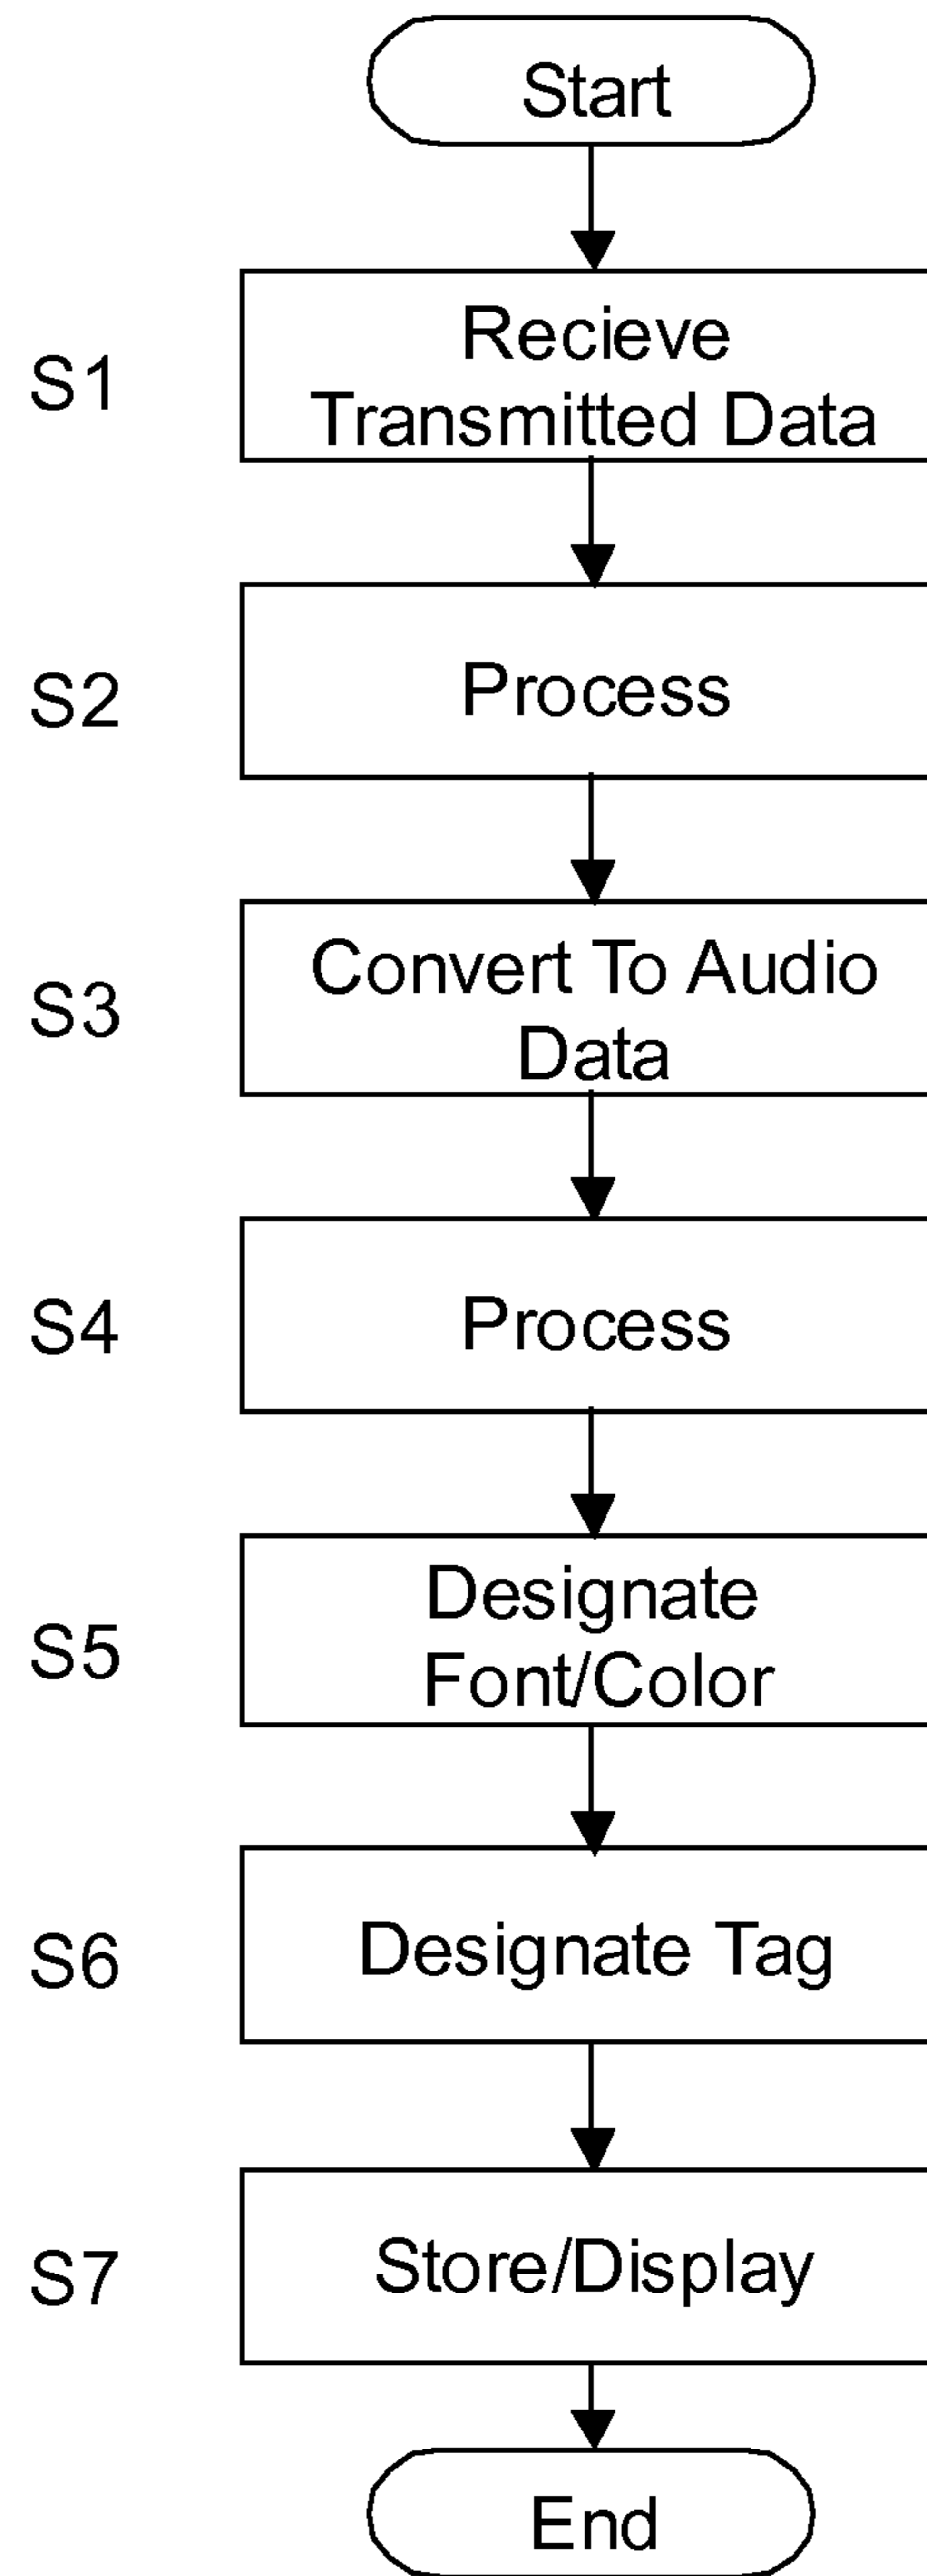 Start
S1
Recieve
Transmitted Data
S2
Process
S3
Convert To Audio
Data
S4
Process
S5
Designate
Font/Color
S6
Designate Tag
S7
Store/Display
End